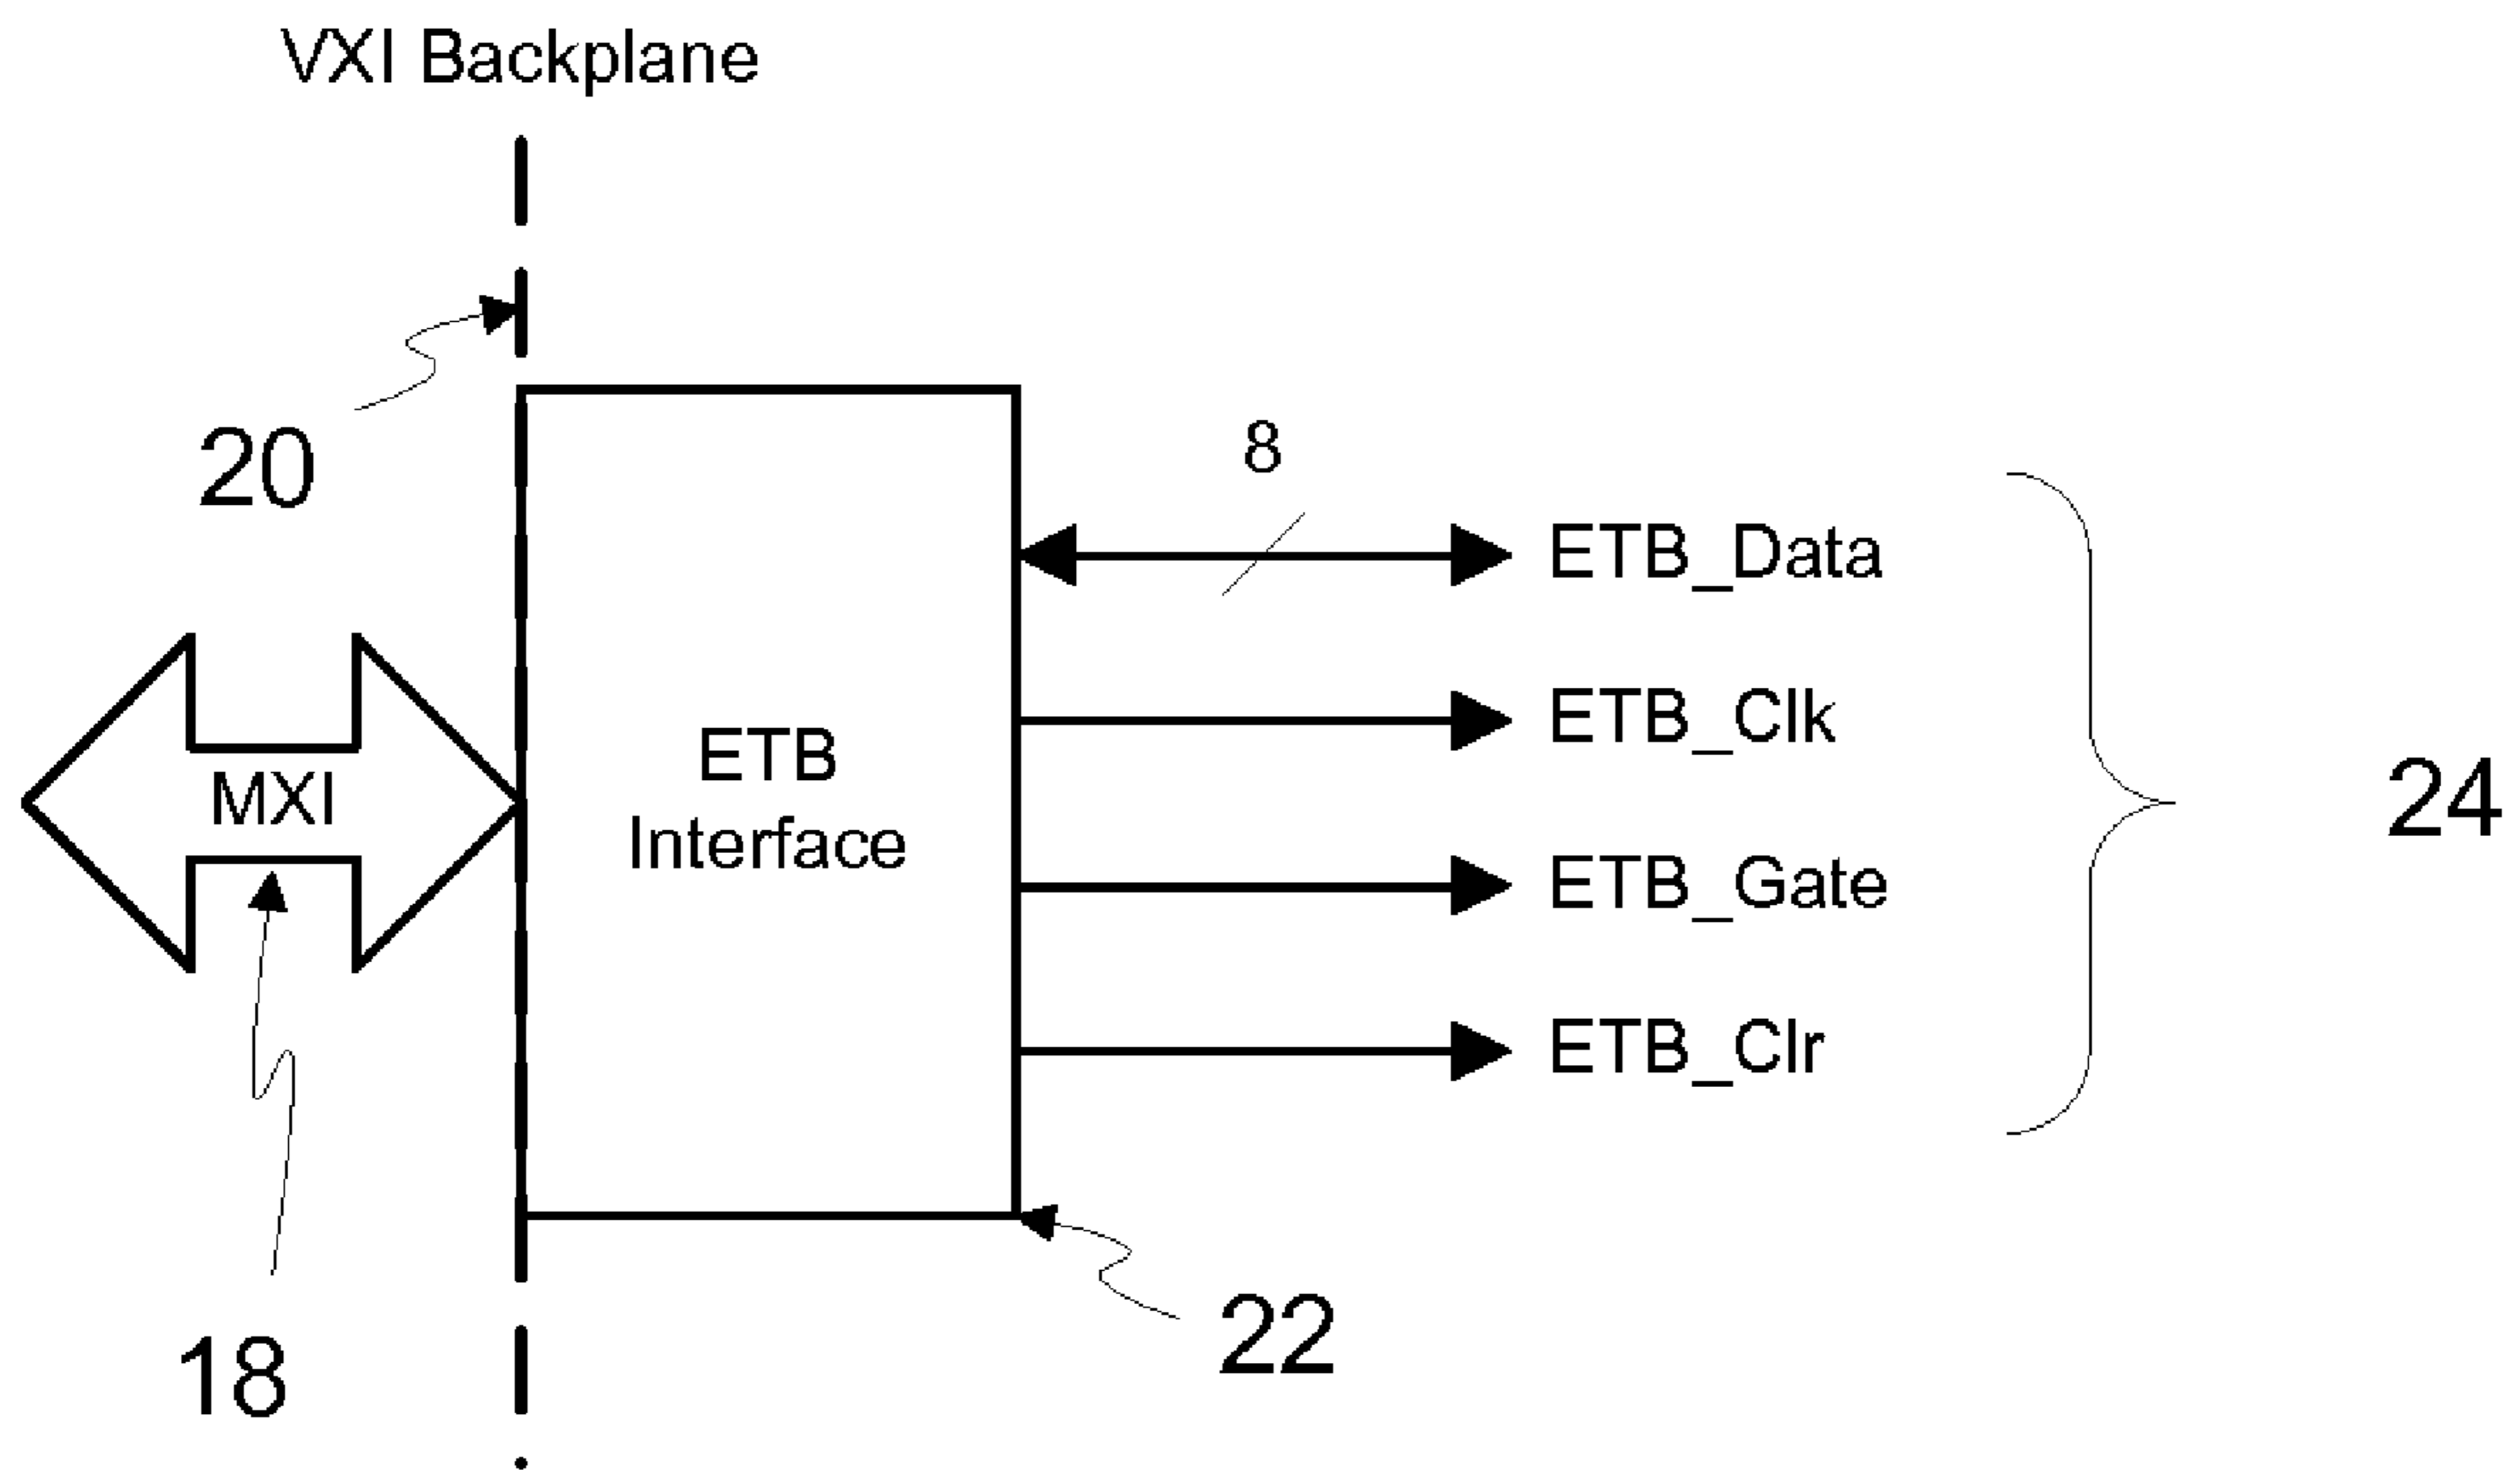 VXI Backplane
20
8
ETB_Data
ETB_Clk
ETB
Interface
MXI
24
ETB_Gate
ETB_Clr
22
18